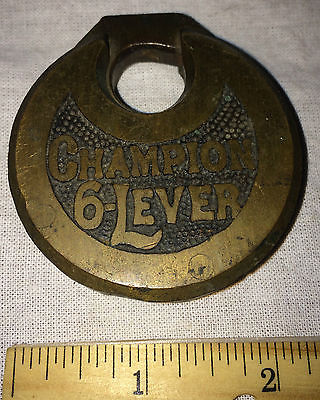 CHAMPION
6-LEVER
1 2